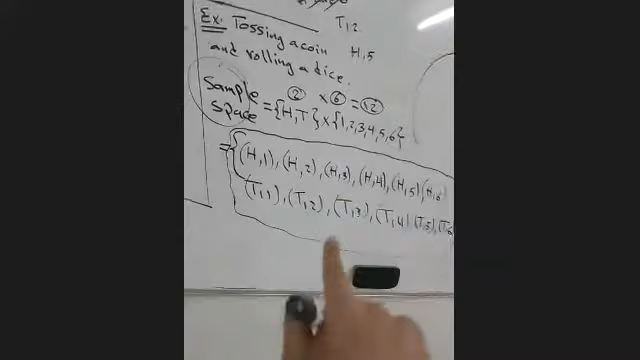 T,2
Ex. Tossing a coin H,5
and rolling a dice.
2 × 6 = 12
Sample space = {H,T} × {1,2,3,4,5,6}
= {(H,1), (H,2), (H,3), (H,4), (H,5), (H,6)
(T,1), (T,2), (T,3), (T,4) (T,5), (T,6